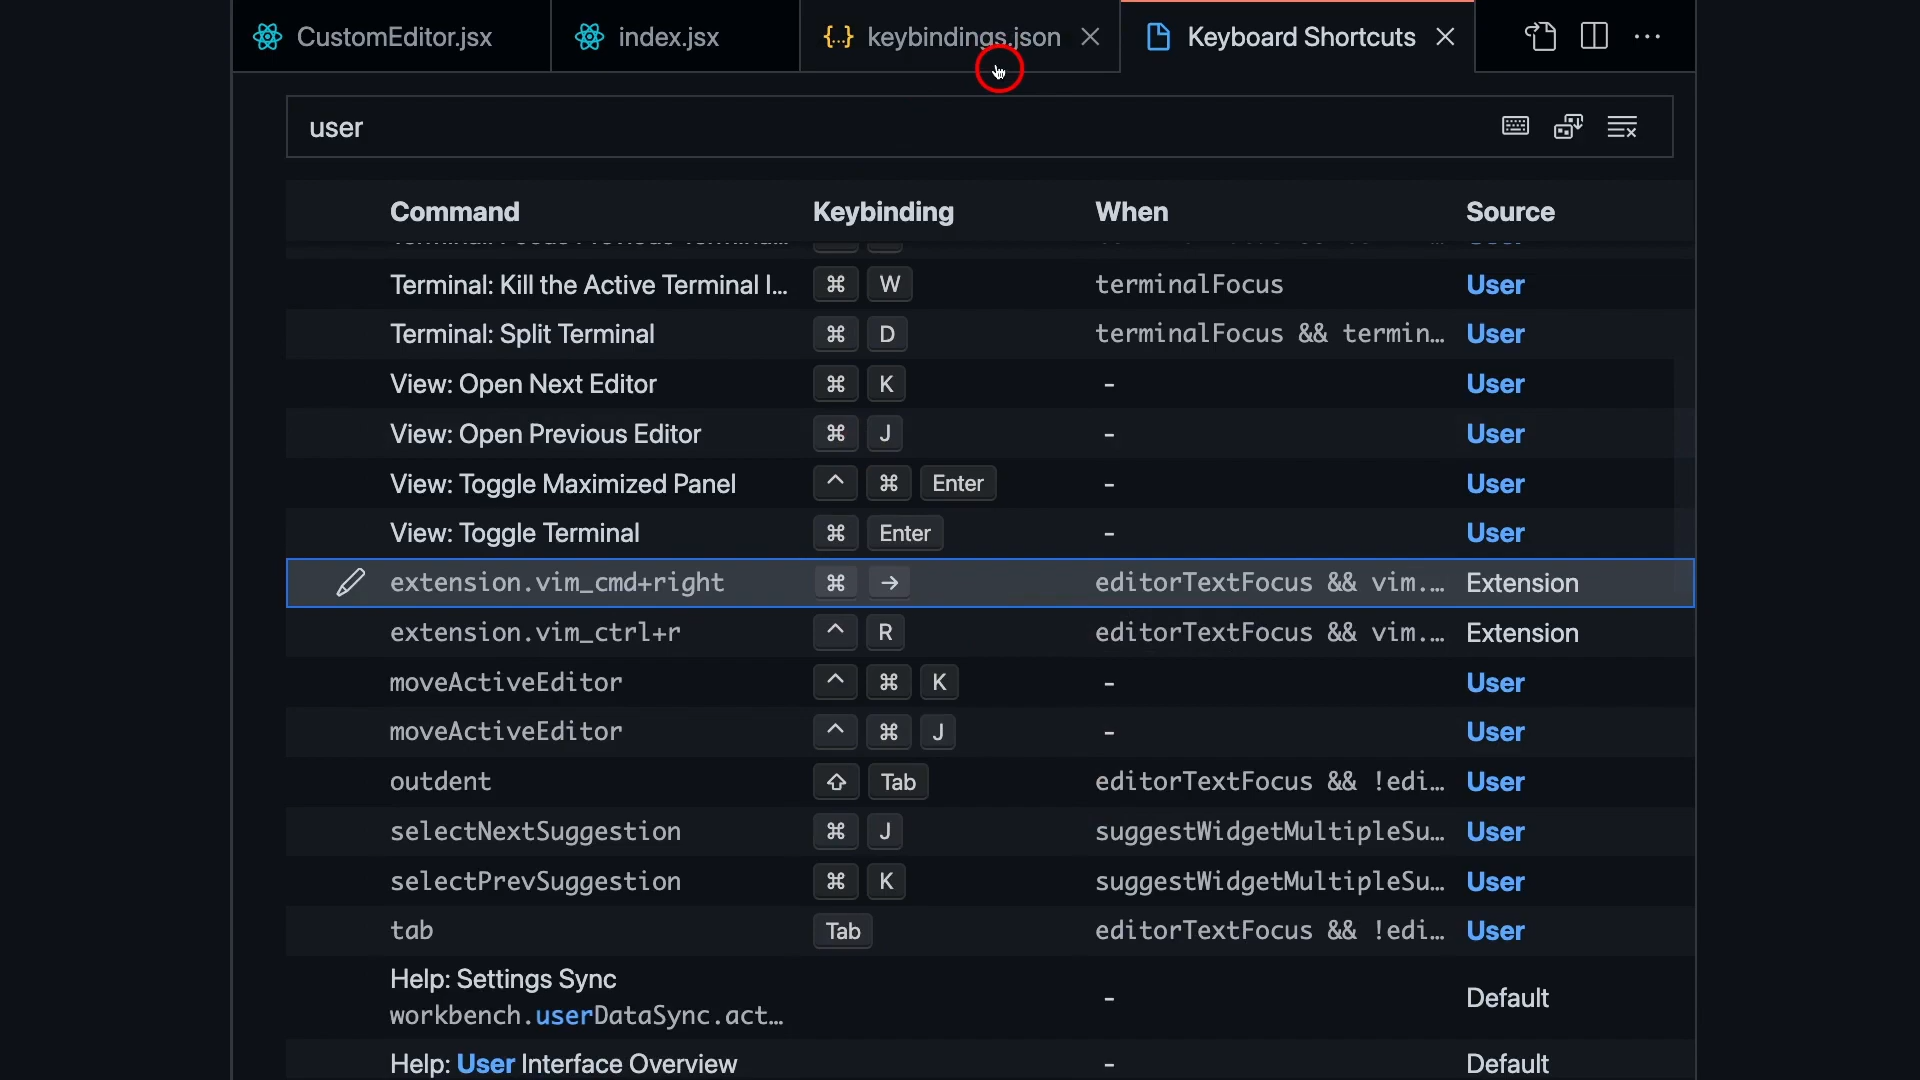 CustomEditor.jsx index.jsx {..} keybindings.json Keyboard Shortcuts
user
Command Keybinding When Source
Terminal: Kill the Active Terminal I... ⌘ W terminalFocus User
Terminal: Split Terminal ⌘ D terminalFocus && termin... User
View: Open Next Editor ⌘ K - User
View: Open Previous Editor ⌘ J - User
View: Toggle Maximized Panel ^ ⌘ Enter - User
View: Toggle Terminal ⌘ Enter - User
extension.vim_cmd+right ⌘ → editorTextFocus && vim.... Extension
extension.vim_ctrl+r ^ R editorTextFocus && vim.... Extension
moveActiveEditor ^ ⌘ K - User
moveActiveEditor ^ ⌘ J - User
outdent ⇧ Tab editorTextFocus && !edi... User
selectNextSuggestion ⌘ J suggestWidgetMultipleSu... User
selectPrevSuggestion ⌘ K suggestWidgetMultipleSu... User
tab Tab editorTextFocus && !edi... User
Help: Settings Sync - Default
workbench.userDataSync.act...
Help: User Interface Overview - Default